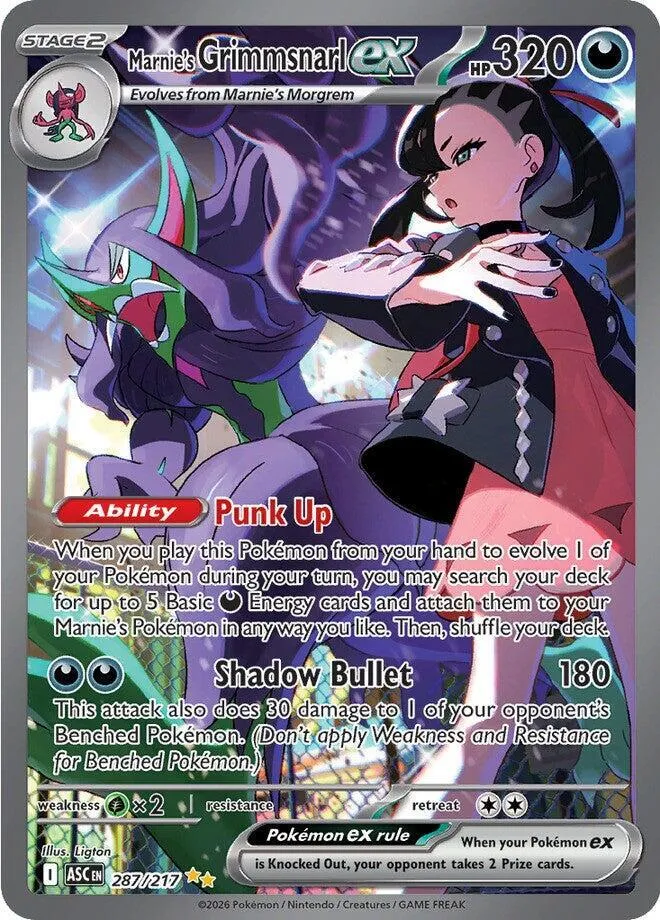 STAGE2
Marnie's Grimmsnarl ex
HP 320
Evolves from Marnie's Morgrem
Ability Punk Up
When you play this Pokémon from your hand to evolve 1 of
your Pokémon during your turn, you may search your deck
for up to 5 Basic Energy cards and attach them to your
Marnie's Pokémon in any way you like. Then, shuffle your deck.
Shadow Bullet 180
This attack also does 30 damage to 1 of your opponent's
Benched Pokémon. (Don't apply Weakness and Resistance
for Benched Pokémon.)
weakness ×2 resistance retreat
Pokémon ex rule When your Pokémon ex
is Knocked Out, your opponent takes 2 Prize cards.
Illus. Ligton
I ASC EN 287/217
©2026 Pokémon / Nintendo / Creatures / GAME FREAK